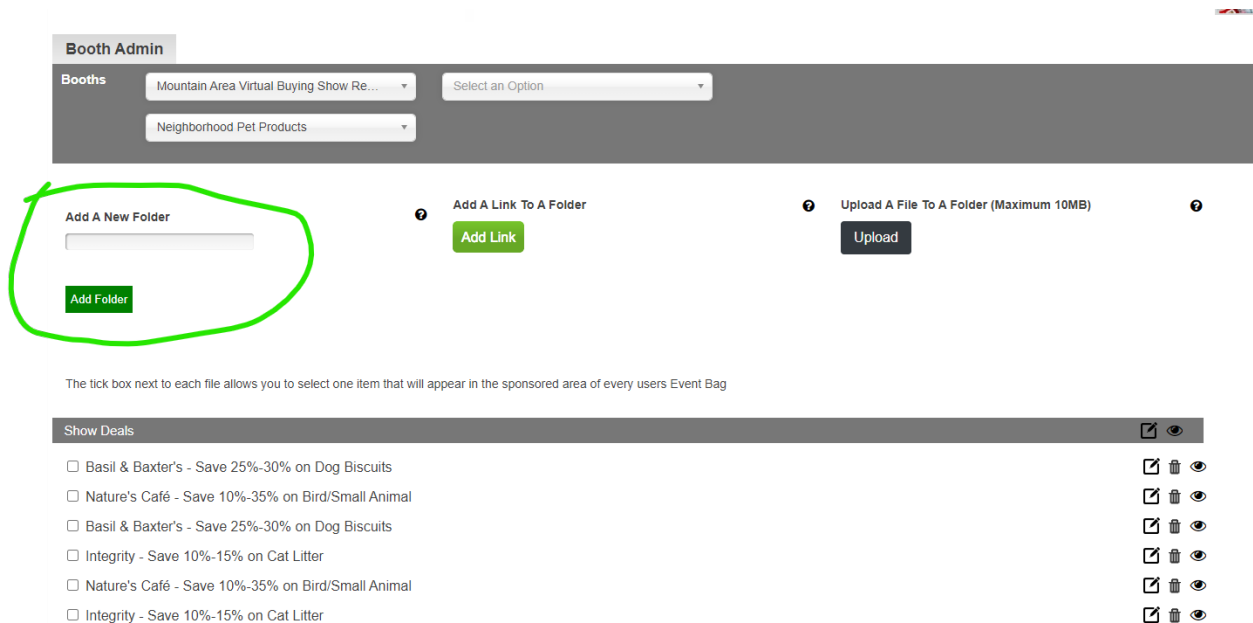 Booth Admin
Booths
Mountain Area Virtual Buying Show Re...
Select an Option
Neighborhood Pet Products
Add A New Folder
Add Folder
Add A Link To A Folder
Add Link
Upload A File To A Folder (Maximum 10MB)
Upload
The tick box next to each file allows you to select one item that will appear in the sponsored area of every users Event Bag
Show Deals
Basil & Baxter's - Save 25%-30% on Dog Biscuits
Nature's Café - Save 10%-35% on Bird/Small Animal
Basil & Baxter's - Save 25%-30% on Dog Biscuits
Integrity - Save 10%-15% on Cat Litter
Nature's Café - Save 10%-35% on Bird/Small Animal
Integrity - Save 10%-15% on Cat Litter